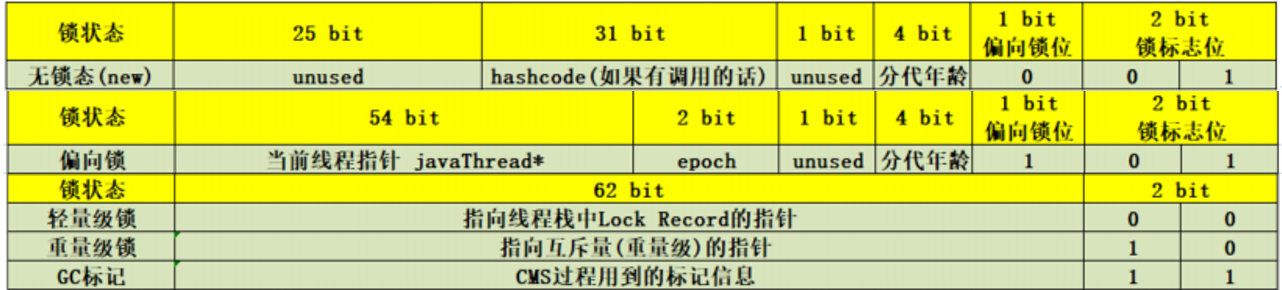 锁状态 25 bit 31 bit 1 bit 4 bit 1 bit 偏向锁位 2 bit 锁标志位
无锁态(new) unused hashcode(如果有调用的话) unused 分代年龄 0 0 1
锁状态 54 bit 2 bit 1 bit 4 bit 1 bit 偏向锁位 2 bit 锁标志位
偏向锁 当前线程指针 javaThread* epoch unused 分代年龄 1 0 1
锁状态 62 bit 2 bit
轻量级锁 指向线程栈中Lock Record的指针 0 0
重量级锁 指向互斥量(重量级)的指针 1 0
GC标记 CMS过程用到的标记信息 1 1